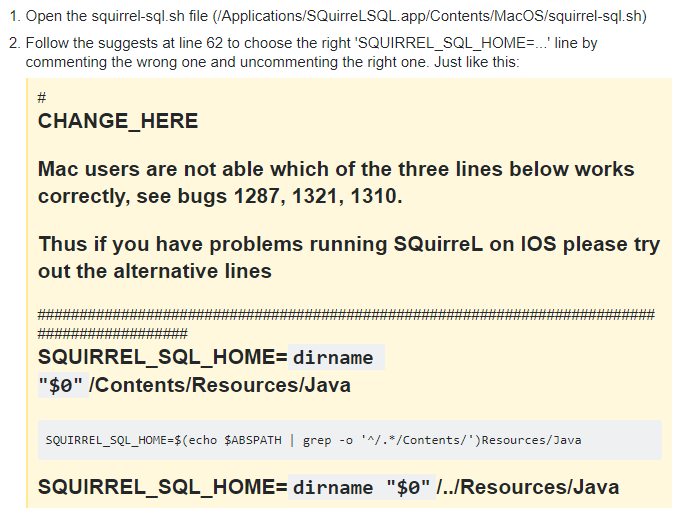 1. Open the squirrel-sql.sh file (/Applications/SQuirreLSQL.app/Contents/MacOS/squirrel-sql.sh)
2. Follow the suggests at line 62 to choose the right 'SQUIRREL_SQL_HOME=...' line by
commenting the wrong one and uncommenting the right one. Just like this:
#
CHANGE_HERE
Mac users are not able which of the three lines below works
correctly, see bugs 1287, 1321, 1310.
Thus if you have problems running SQuirreL on IOS please try
out the alternative lines
##############################################################################
###################
SQUIRREL_SQL_HOME= dirname
"$0" /Contents/Resources/Java
SQUIRREL_SQL_HOME=$(echo $ABSPATH | grep -o '^/.*/Contents/')Resources/Java
SQUIRREL_SQL_HOME= dirname "$0" /../Resources/Java